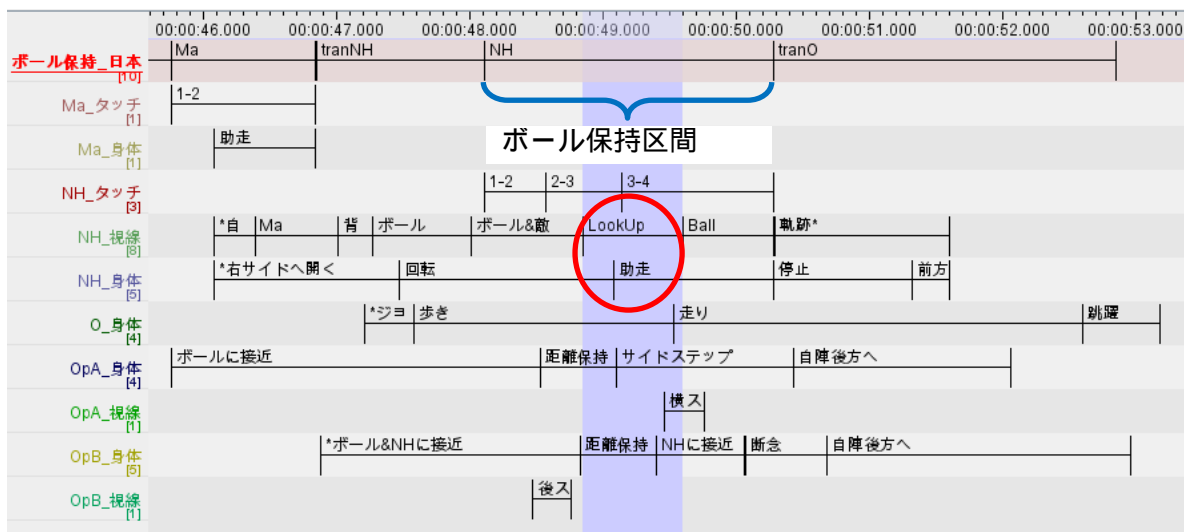 00:00:46.000 00:00:47.000 00:00:48.000 00:00:49.000 00:00:50.000 00:00:51.000 00:00:52.000 00:00:53.000
ボール保持_日本 Ma tranNH NH tranO
[10]
Ma_タッチ 1-2
[1]
ボール保持区間
Ma_身体 助走
[1]
NH_タッチ 1-2 2-3 3-4
[3]
NH_視線 *自 Ma 背 ボール ボール&敵 LookUp Ball 軌跡*
[8]
NH_身体 *右サイドへ開く 回転 助走 停止 前方
[5]
O_身体 *ジョ 歩き 走り 跳躍
[4]
OpA_身体 ボールに接近 距離保持 サイドステップ 自陣後方へ
[4]
OpA_視線 横ス
[1]
OpB_身体 *ボール&NHに接近 距離保持 NHに接近 断念 自陣後方へ
[5]
OpB_視線 後ス
[1]